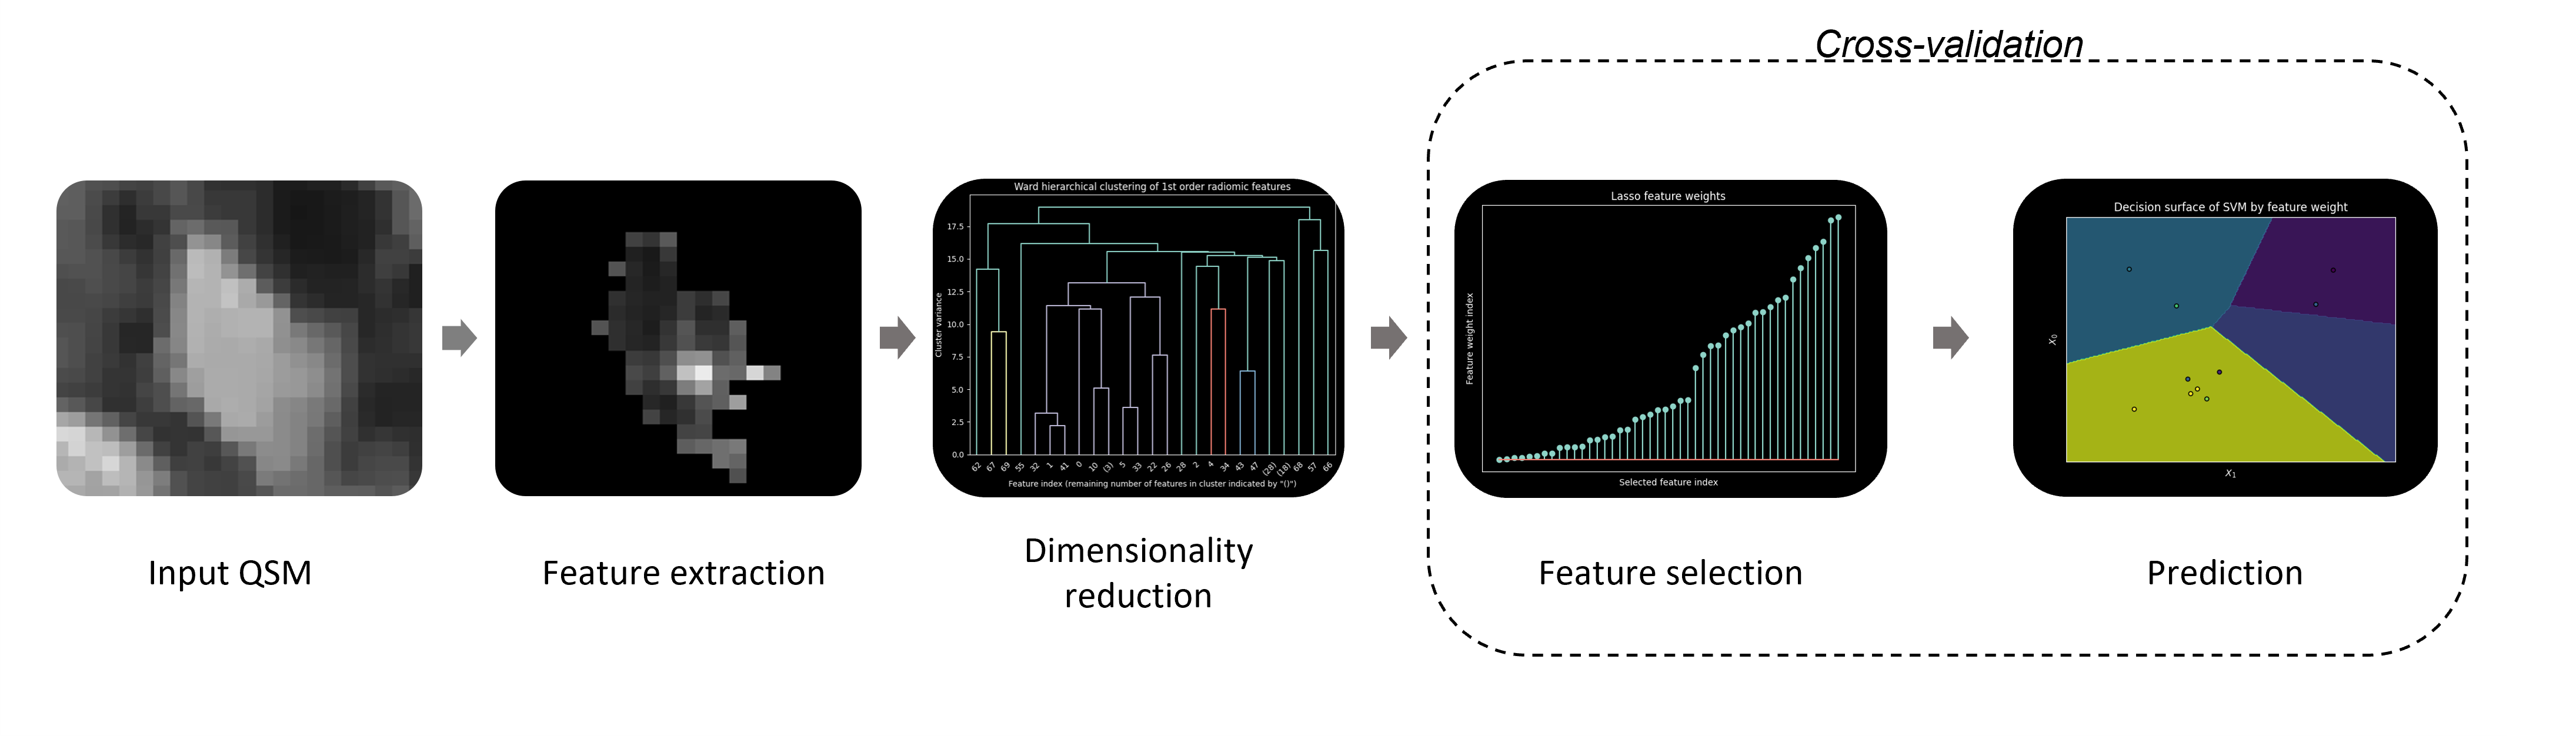 Cross-validation
Ward hierarchical clustering of 1st order radiomic features
Cluster variance
17.5
15.0
12.5
10.0
7.5
5.0
2.5
0.0
62 67 69 55 32 1 41 0 10 (3) 5 33 22 26 28 2 4 34 43 47 (28) (18) 68 57 66
Feature index (remaining number of features in cluster indicated by "()")
Lasso feature weights
Feature weight index
Selected feature index
Decision surface of SVM by feature weight
X0
X1
Input QSM
Feature extraction
Dimensionality
reduction
Feature selection
Prediction